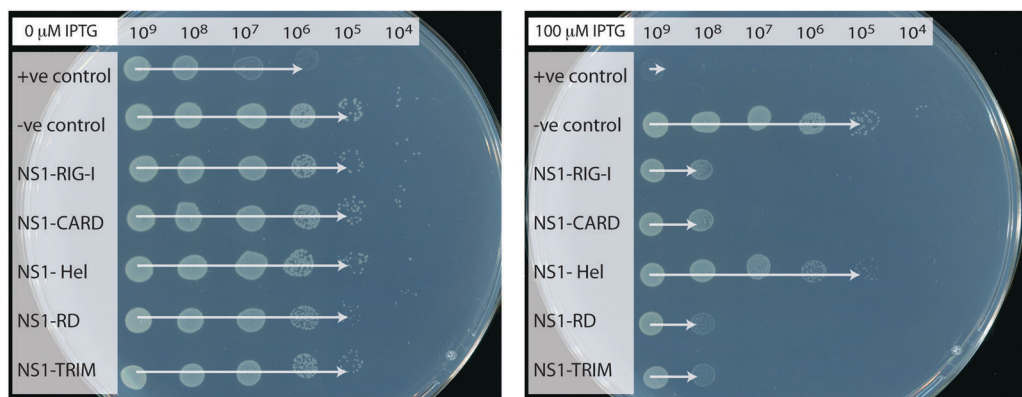 0 μM IPTG 10⁹ 10⁸ 10⁷ 10⁶ 10⁵ 10⁴
+ve control
-ve control
NS1-RIG-I
NS1-CARD
NS1- Hel
NS1-RD
NS1-TRIM
100 μM IPTG 10⁹ 10⁸ 10⁷ 10⁶ 10⁵ 10⁴
+ve control
-ve control
NS1-RIG-I
NS1-CARD
NS1- Hel
NS1-RD
NS1-TRIM